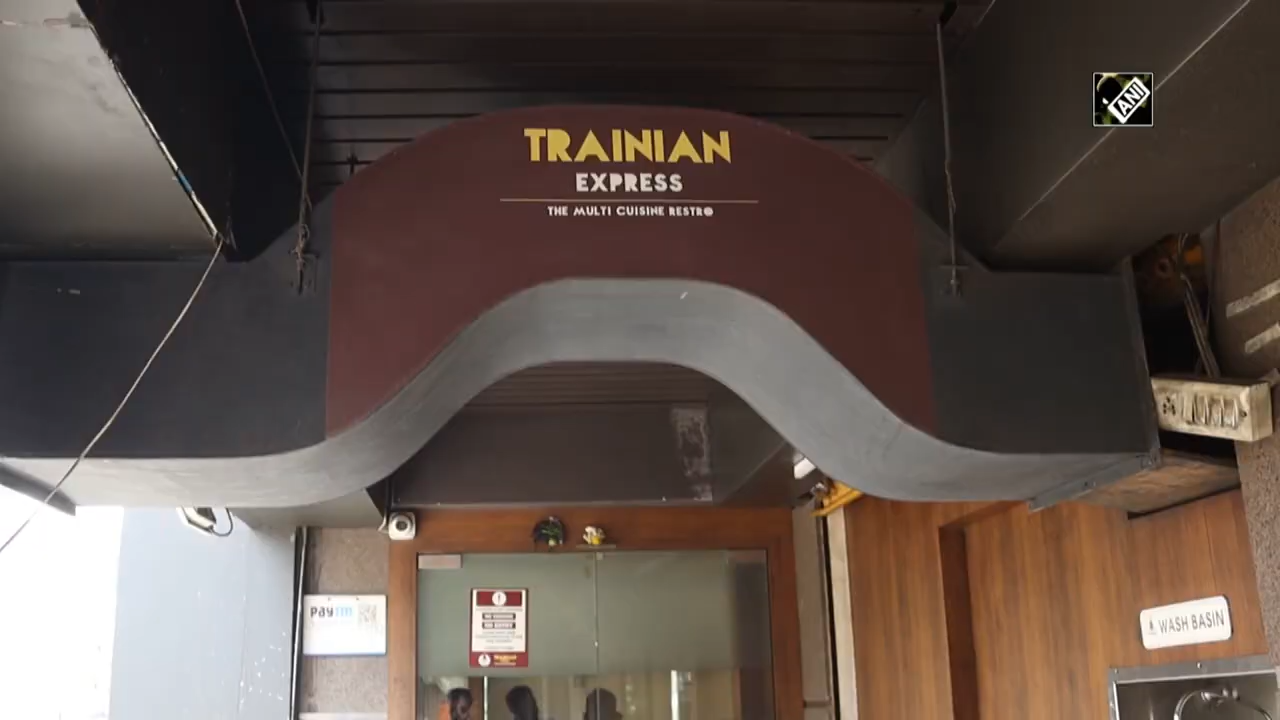 ANI
TRAINIAN
EXPRESS
THE MULTI CUISINE RESTRO
paytm
WASH BASIN